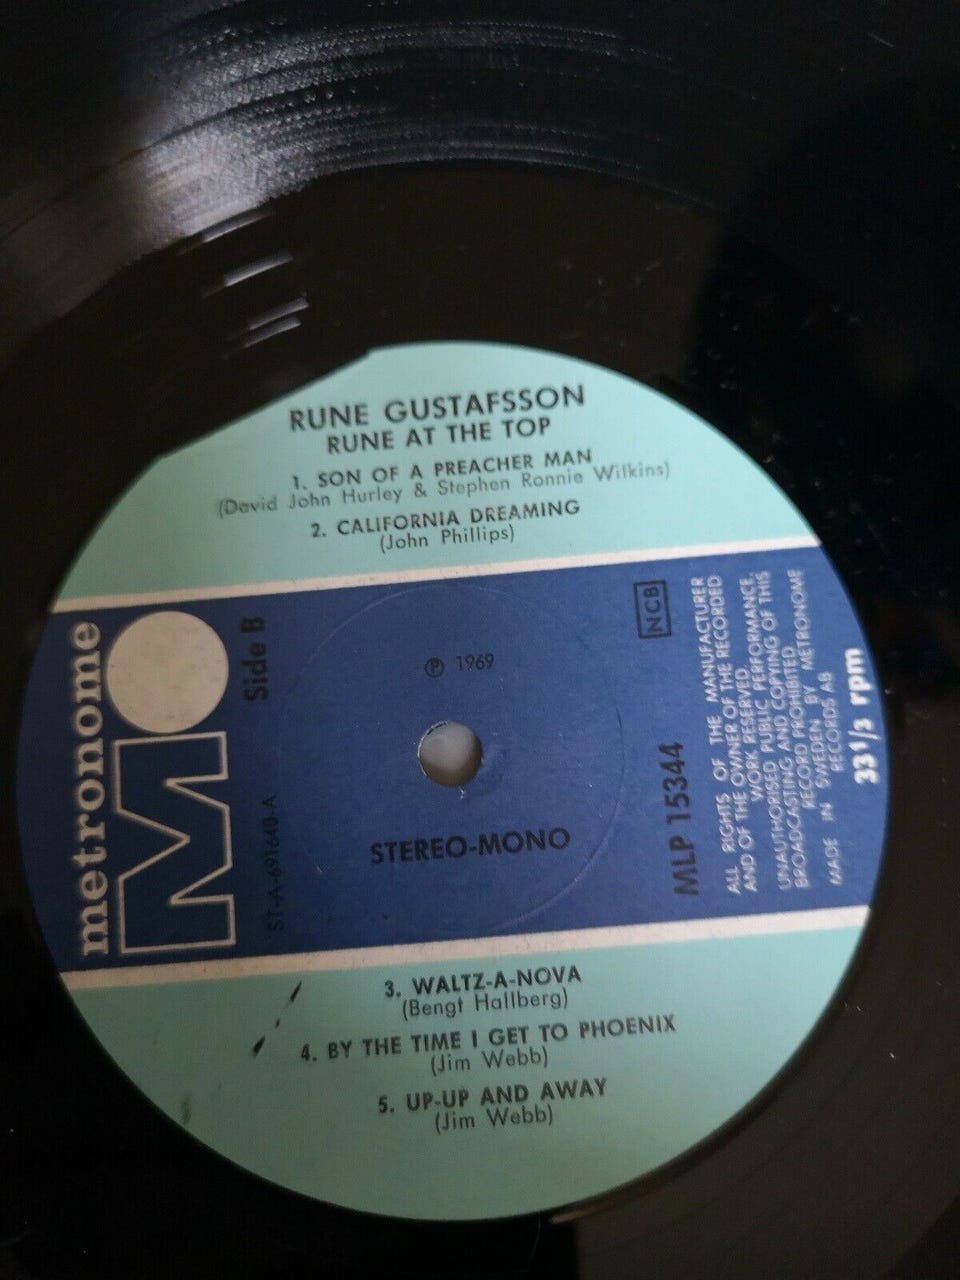 RUNE GUSTAFSSON
RUNE AT THE TOP
1. SON OF A PREACHER MAN
(David John Hurley & Stephen Ronnie Wilkins)
2. CALIFORNIA DREAMING
(John Phillips)
metronome
M
Side B
ST-A-691640-A
℗ 1969
STEREO-MONO
NCB
MLP 15344
ALL RIGHTS OF THE MANUFACTURER
AND OF THE OWNER OF THE RECORDED
WORK RESERVED.
UNAUTHORISED PUBLIC PERFORMANCE,
BROADCASTING AND COPYING OF THIS
RECORD PROHIBITED
MADE IN SWEDEN BY METRONOME
RECORDS AB
33 1/3 rpm
3. WALTZ-A-NOVA
(Bengt Hallberg)
4. BY THE TIME I GET TO PHOENIX
(Jim Webb)
5. UP-UP AND AWAY
(Jim Webb)